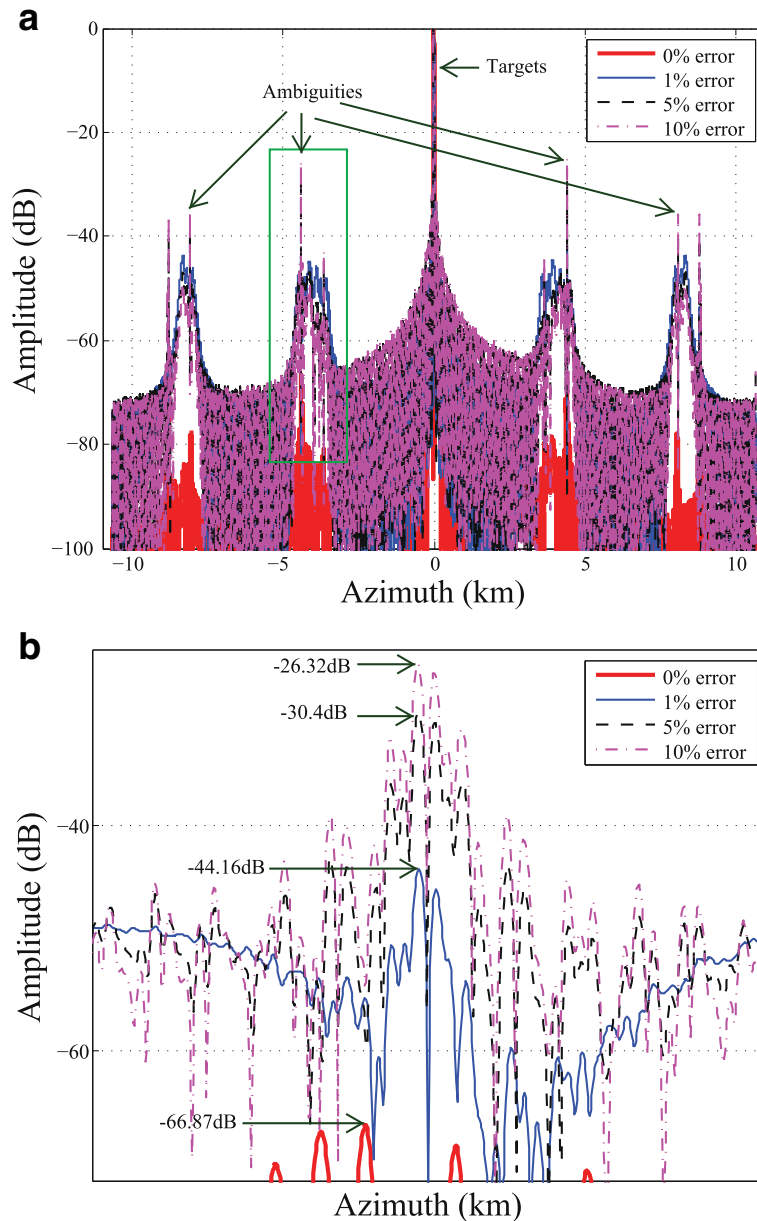 a
0
−20
−40
−60
−80
−100
Amplitude (dB)
Ambiguities
Targets
0% error
1% error
5% error
10% error
−10
−5
0
5
10
Azimuth (km)
b
-26.32dB
-30.4dB
-44.16dB
-66.87dB
−40
−60
Amplitude (dB)
0% error
1% error
5% error
10% error
Azimuth (km)